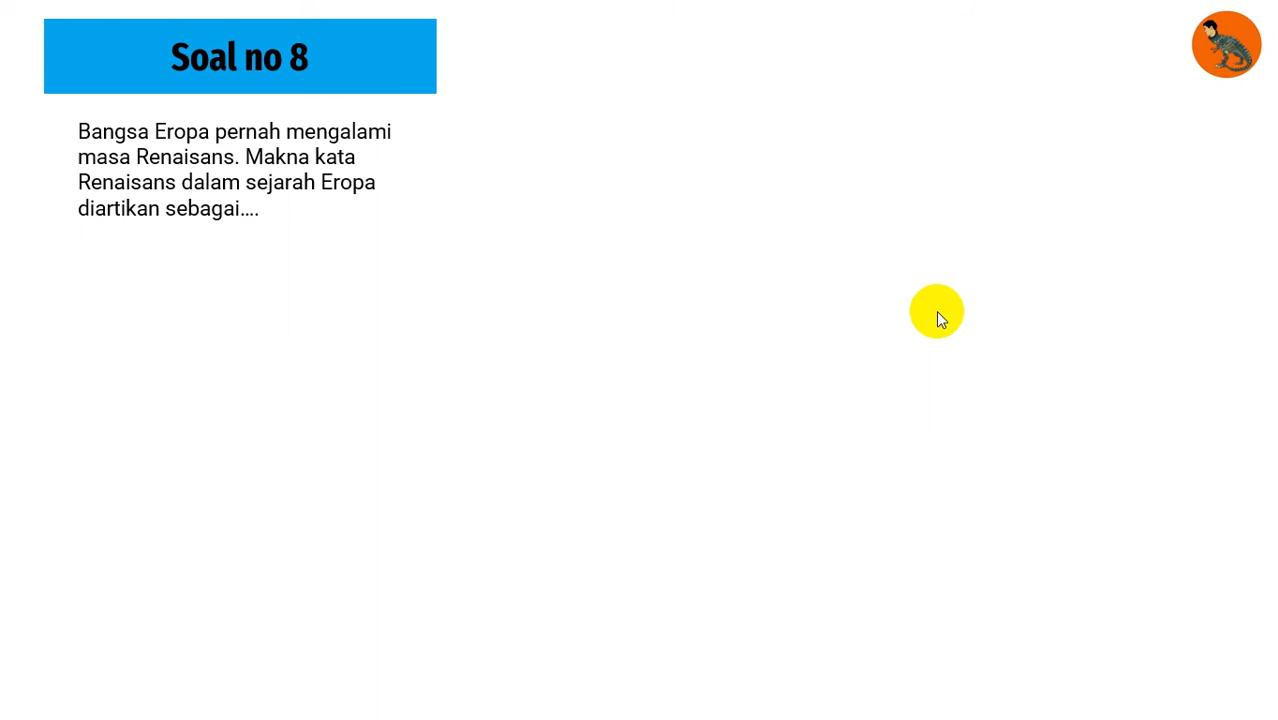 Soal no 8
Bangsa Eropa pernah mengalami
masa Renaisans. Makna kata
Renaisans dalam sejarah Eropa
diartikan sebagai....